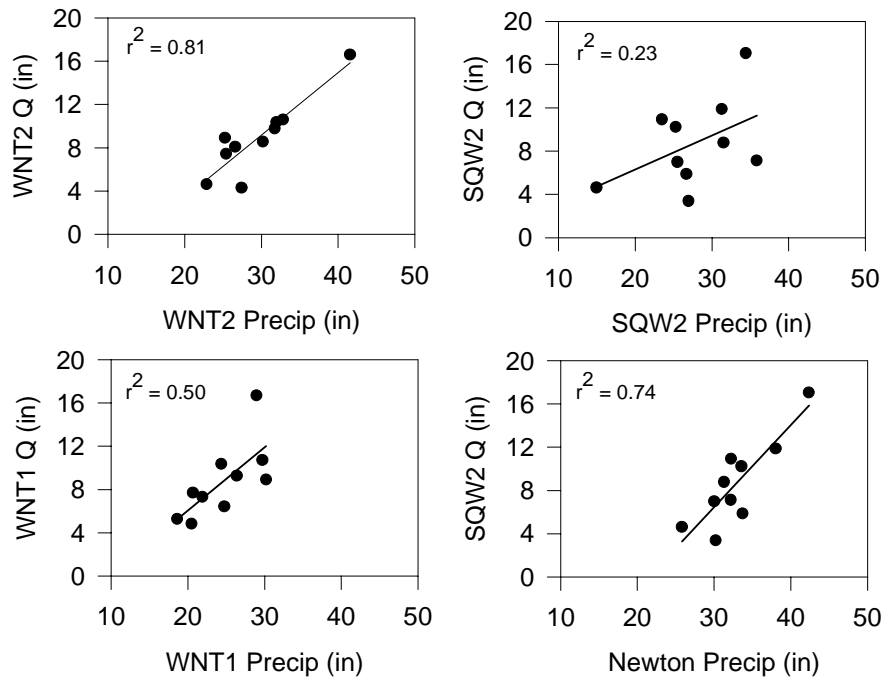 20
16
12
8
4
0
WNT2 Q (in)
r² = 0.81
10 20 30 40 50
WNT2 Precip (in)
20
16
12
8
4
0
SQW2 Q (in)
r² = 0.23
10 20 30 40 50
SQW2 Precip (in)
20
16
12
8
4
0
WNT1 Q (in)
r² = 0.50
10 20 30 40 50
WNT1 Precip (in)
20
16
12
8
4
0
SQW2 Q (in)
r² = 0.74
10 20 30 40 50
Newton Precip (in)